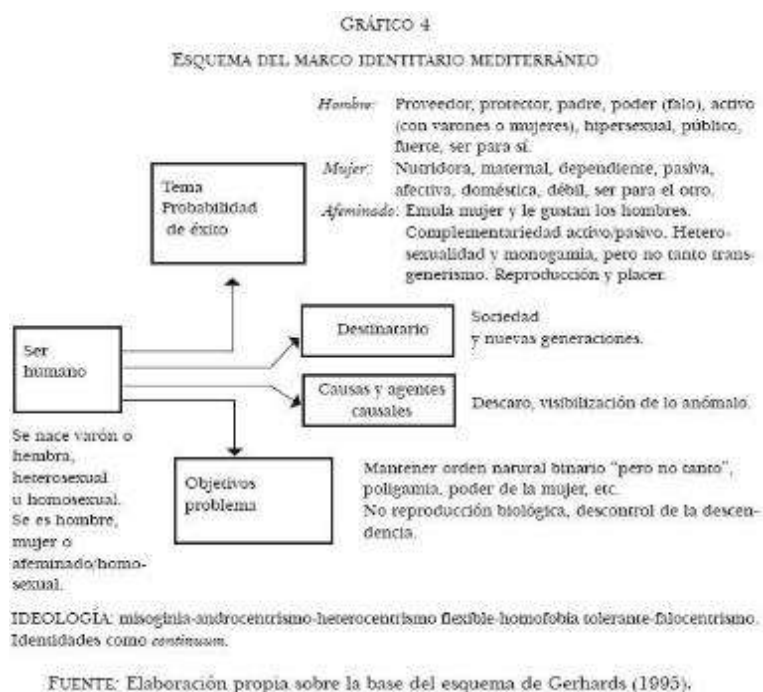 GRÁFICO 4
ESQUEMA DEL MARCO IDENTITARIO MEDITERRÁNEO
Hombre: Proveedor, protector, padre, poder (falo), activo
(con varones o mujeres), hipersexual, público,
fuerte, ser para sí.
Mujer: Nutridora, maternal, dependiente, pasiva,
afectiva, doméstica, débil, ser para el otro.
Afeminado: Emula mujer y le gustan los hombres.
Complementariedad activo/pasivo. Hetero-
sexualidad y monogamia, pero no tanto trans-
generismo. Reproducción y placer.
Tema
Probabilidad
de éxito
Ser
humano
Destinatario
Sociedad
y nuevas generaciones.
Causas y agentes
causales
Descaro, visibilización de lo anómalo.
Se nace varón o
hembra,
heterosexual
u homosexual.
Se es hombre,
mujer o
afeminado/homo-
sexual.
Objetivos
problema
Mantener orden natural binario "pero no tanto",
poligamia, poder de la mujer, etc.
No reproducción biológica, descontrol de la descen-
dencia.
IDEOLOGÍA: misoginia-androcentrismo-heterocentrismo flexible-homofobia tolerante-falocentrismo.
Identidades como continuum.
FUENTE: Elaboración propia sobre la base del esquema de Gerhards (1995).